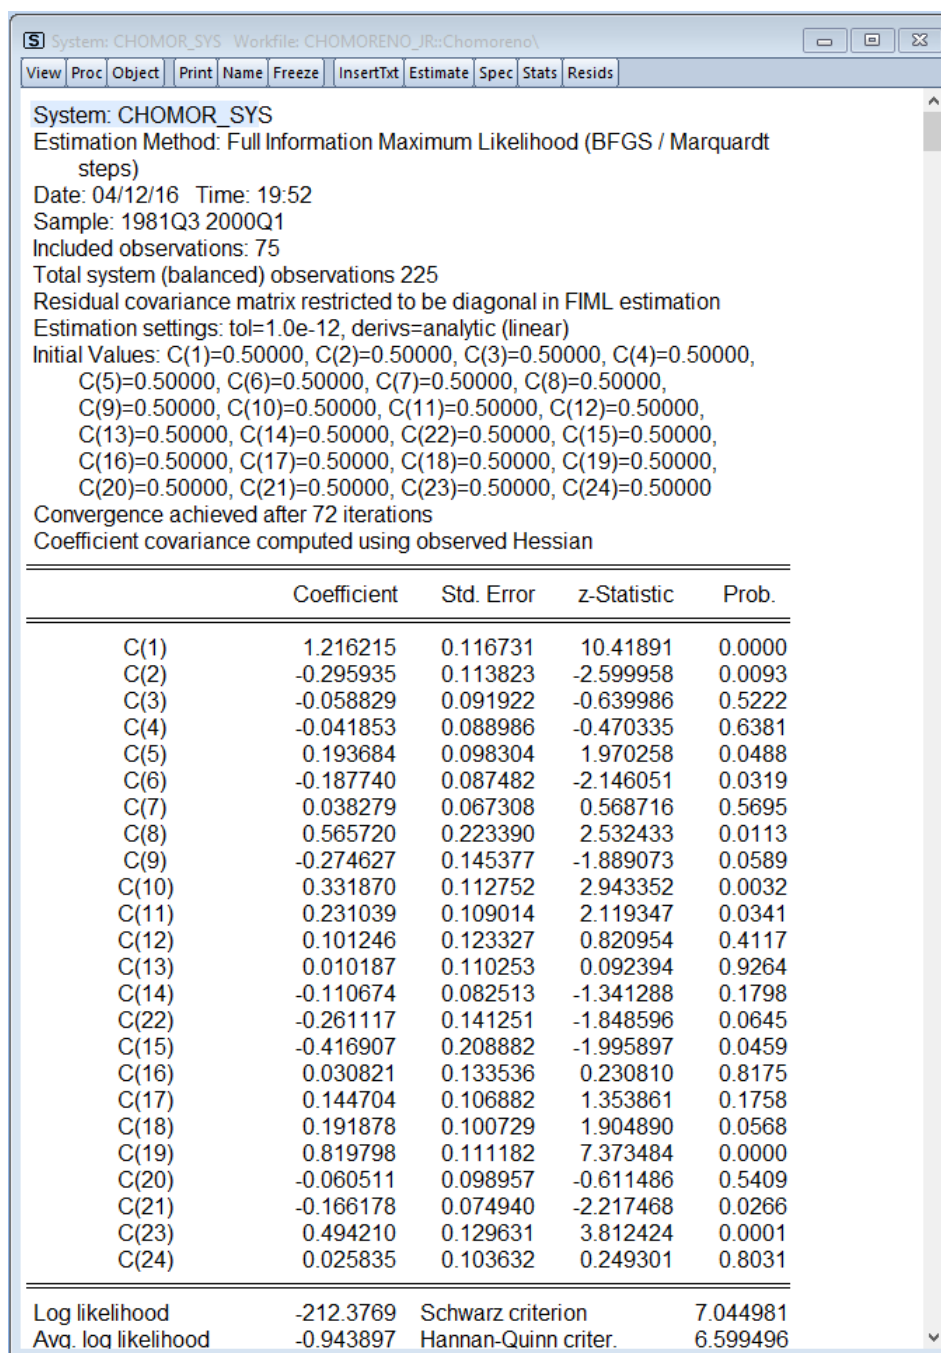 System: CHOMOR_SYS Workfile: CHOMORENO_JR::Chomoreno\
View Proc Object Print Name Freeze InsertTxt Estimate Spec Stats Resids
System: CHOMOR_SYS
Estimation Method: Full Information Maximum Likelihood (BFGS / Marquardt
steps)
Date: 04/12/16 Time: 19:52
Sample: 1981Q3 2000Q1
Included observations: 75
Total system (balanced) observations 225
Residual covariance matrix restricted to be diagonal in FIML estimation
Estimation settings: tol=1.0e-12, derivs=analytic (linear)
Initial Values: C(1)=0.50000, C(2)=0.50000, C(3)=0.50000, C(4)=0.50000,
C(5)=0.50000, C(6)=0.50000, C(7)=0.50000, C(8)=0.50000,
C(9)=0.50000, C(10)=0.50000, C(11)=0.50000, C(12)=0.50000,
C(13)=0.50000, C(14)=0.50000, C(22)=0.50000, C(15)=0.50000,
C(16)=0.50000, C(17)=0.50000, C(18)=0.50000, C(19)=0.50000,
C(20)=0.50000, C(21)=0.50000, C(23)=0.50000, C(24)=0.50000
Convergence achieved after 72 iterations
Coefficient covariance computed using observed Hessian
Coefficient Std. Error z-Statistic Prob.
C(1) 1.216215 0.116731 10.41891 0.0000
C(2) -0.295935 0.113823 -2.599958 0.0093
C(3) -0.058829 0.091922 -0.639986 0.5222
C(4) -0.041853 0.088986 -0.470335 0.6381
C(5) 0.193684 0.098304 1.970258 0.0488
C(6) -0.187740 0.087482 -2.146051 0.0319
C(7) 0.038279 0.067308 0.568716 0.5695
C(8) 0.565720 0.223390 2.532433 0.0113
C(9) -0.274627 0.145377 -1.889073 0.0589
C(10) 0.331870 0.112752 2.943352 0.0032
C(11) 0.231039 0.109014 2.119347 0.0341
C(12) 0.101246 0.123327 0.820954 0.4117
C(13) 0.010187 0.110253 0.092394 0.9264
C(14) -0.110674 0.082513 -1.341288 0.1798
C(22) -0.261117 0.141251 -1.848596 0.0645
C(15) -0.416907 0.208882 -1.995897 0.0459
C(16) 0.030821 0.133536 0.230810 0.8175
C(17) 0.144704 0.106882 1.353861 0.1758
C(18) 0.191878 0.100729 1.904890 0.0568
C(19) 0.819798 0.111182 7.373484 0.0000
C(20) -0.060511 0.098957 -0.611486 0.5409
C(21) -0.166178 0.074940 -2.217468 0.0266
C(23) 0.494210 0.129631 3.812424 0.0001
C(24) 0.025835 0.103632 0.249301 0.8031
Log likelihood -212.3769 Schwarz criterion 7.044981
Avg. log likelihood -0.943897 Hannan-Quinn criter. 6.599496